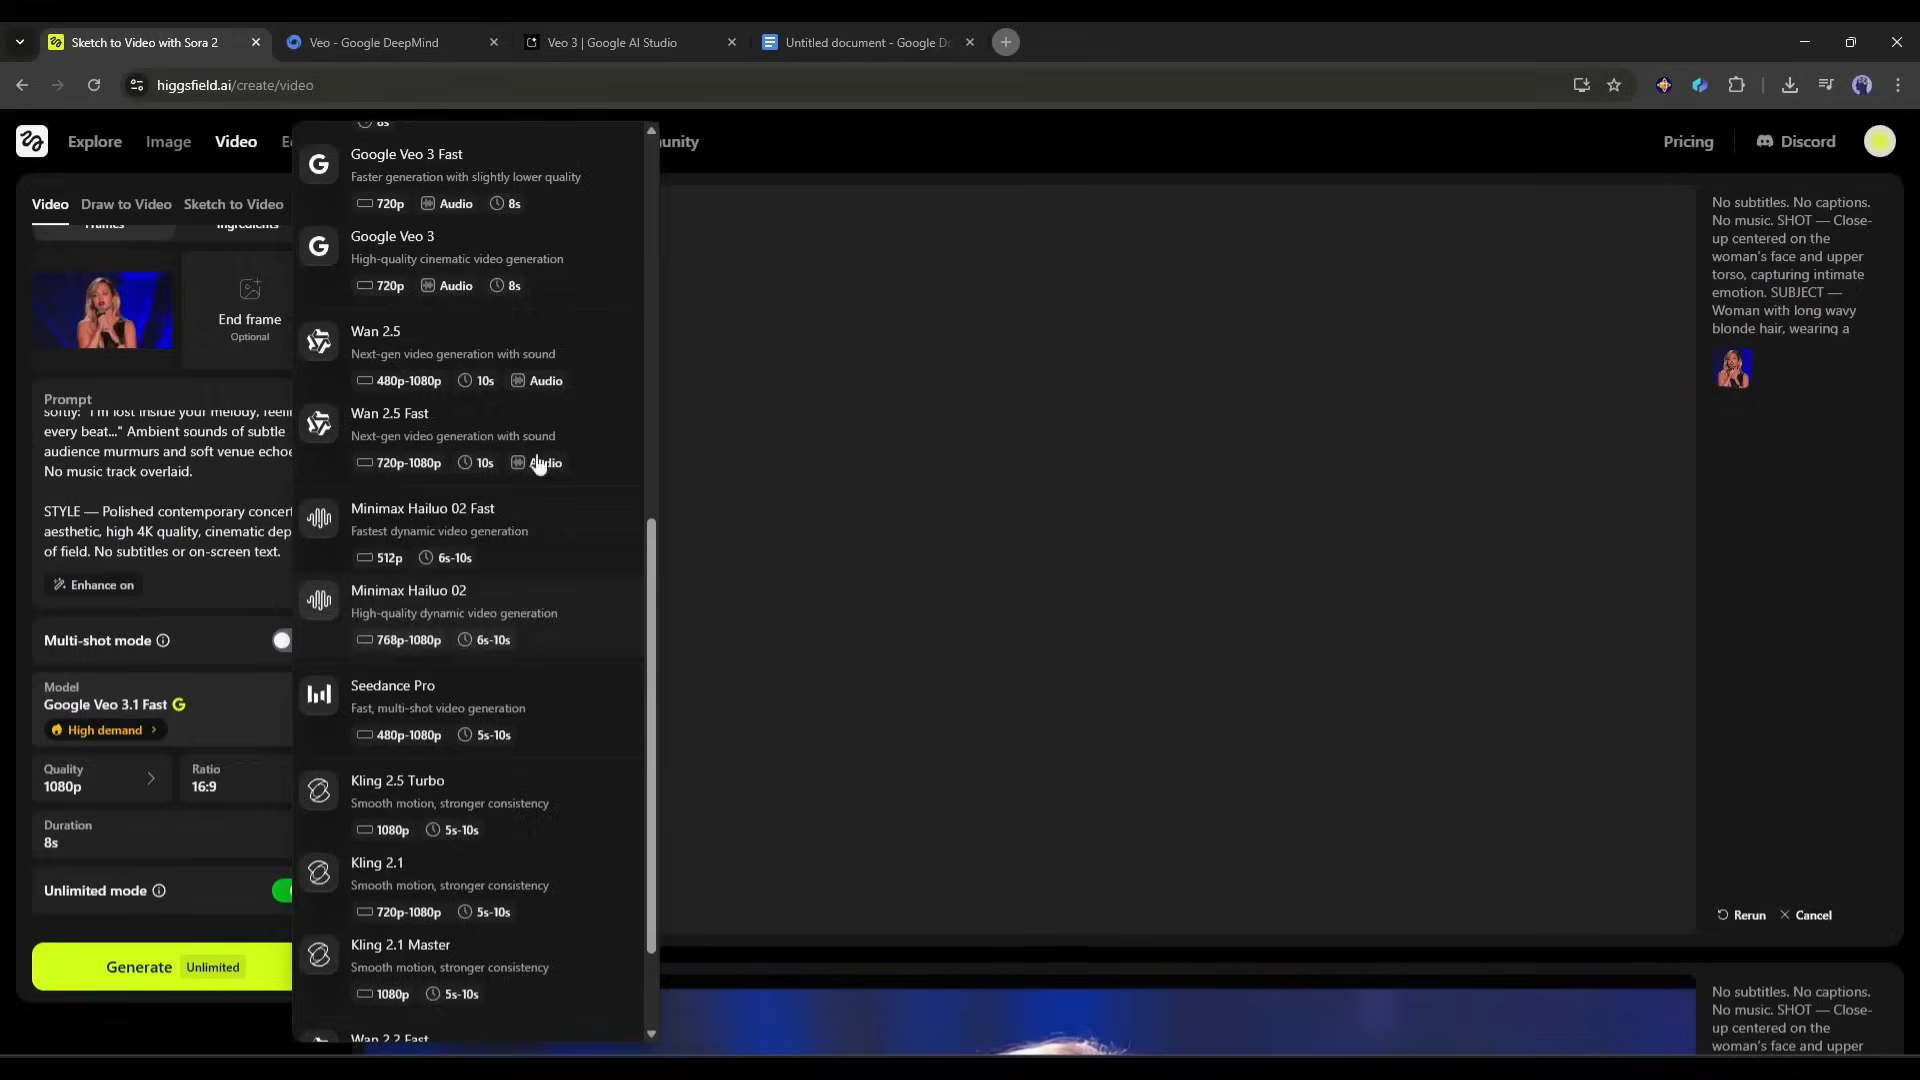 Sketch to Video with Sora 2
Veo - Google DeepMind
Veo 3 | Google AI Studio
Untitled document - Google Do
higgsfield.ai/create/video
Explore
Image
Video
unity
Pricing
Discord
Video
Draw to Video
Sketch to Video
Frames
Ingredients
End frame
Optional
Prompt
softly: "I'm lost inside your melody, feeli
every beat..." Ambient sounds of subtle
audience murmurs and soft venue echoe
No music track overlaid.
STYLE — Polished contemporary concert
aesthetic, high 4K quality, cinematic dep
of field. No subtitles or on-screen text.
Enhance on
Multi-shot mode
Model
Google Veo 3.1 Fast
High demand
Quality
1080p
Ratio
16:9
Duration
8s
Unlimited mode
Generate
Unlimited
8s
Google Veo 3 Fast
Faster generation with slightly lower quality
720p Audio 8s
Google Veo 3
High-quality cinematic video generation
720p Audio 8s
Wan 2.5
Next-gen video generation with sound
480p-1080p 10s Audio
Wan 2.5 Fast
Next-gen video generation with sound
720p-1080p 10s Audio
Minimax Hailuo 02 Fast
Fastest dynamic video generation
512p 6s-10s
Minimax Hailuo 02
High-quality dynamic video generation
768p-1080p 6s-10s
Seedance Pro
Fast, multi-shot video generation
480p-1080p 5s-10s
Kling 2.5 Turbo
Smooth motion, stronger consistency
1080p 5s-10s
Kling 2.1
Smooth motion, stronger consistency
720p-1080p 5s-10s
Kling 2.1 Master
Smooth motion, stronger consistency
1080p 5s-10s
Wan 2.2 Fast
No subtitles. No captions.
No music. SHOT — Close-
up centered on the
woman's face and upper
torso, capturing intimate
emotion. SUBJECT —
Woman with long wavy
blonde hair, wearing a
Rerun
Cancel
No subtitles. No captions.
No music. SHOT — Close-
up centered on the
woman's face and upper